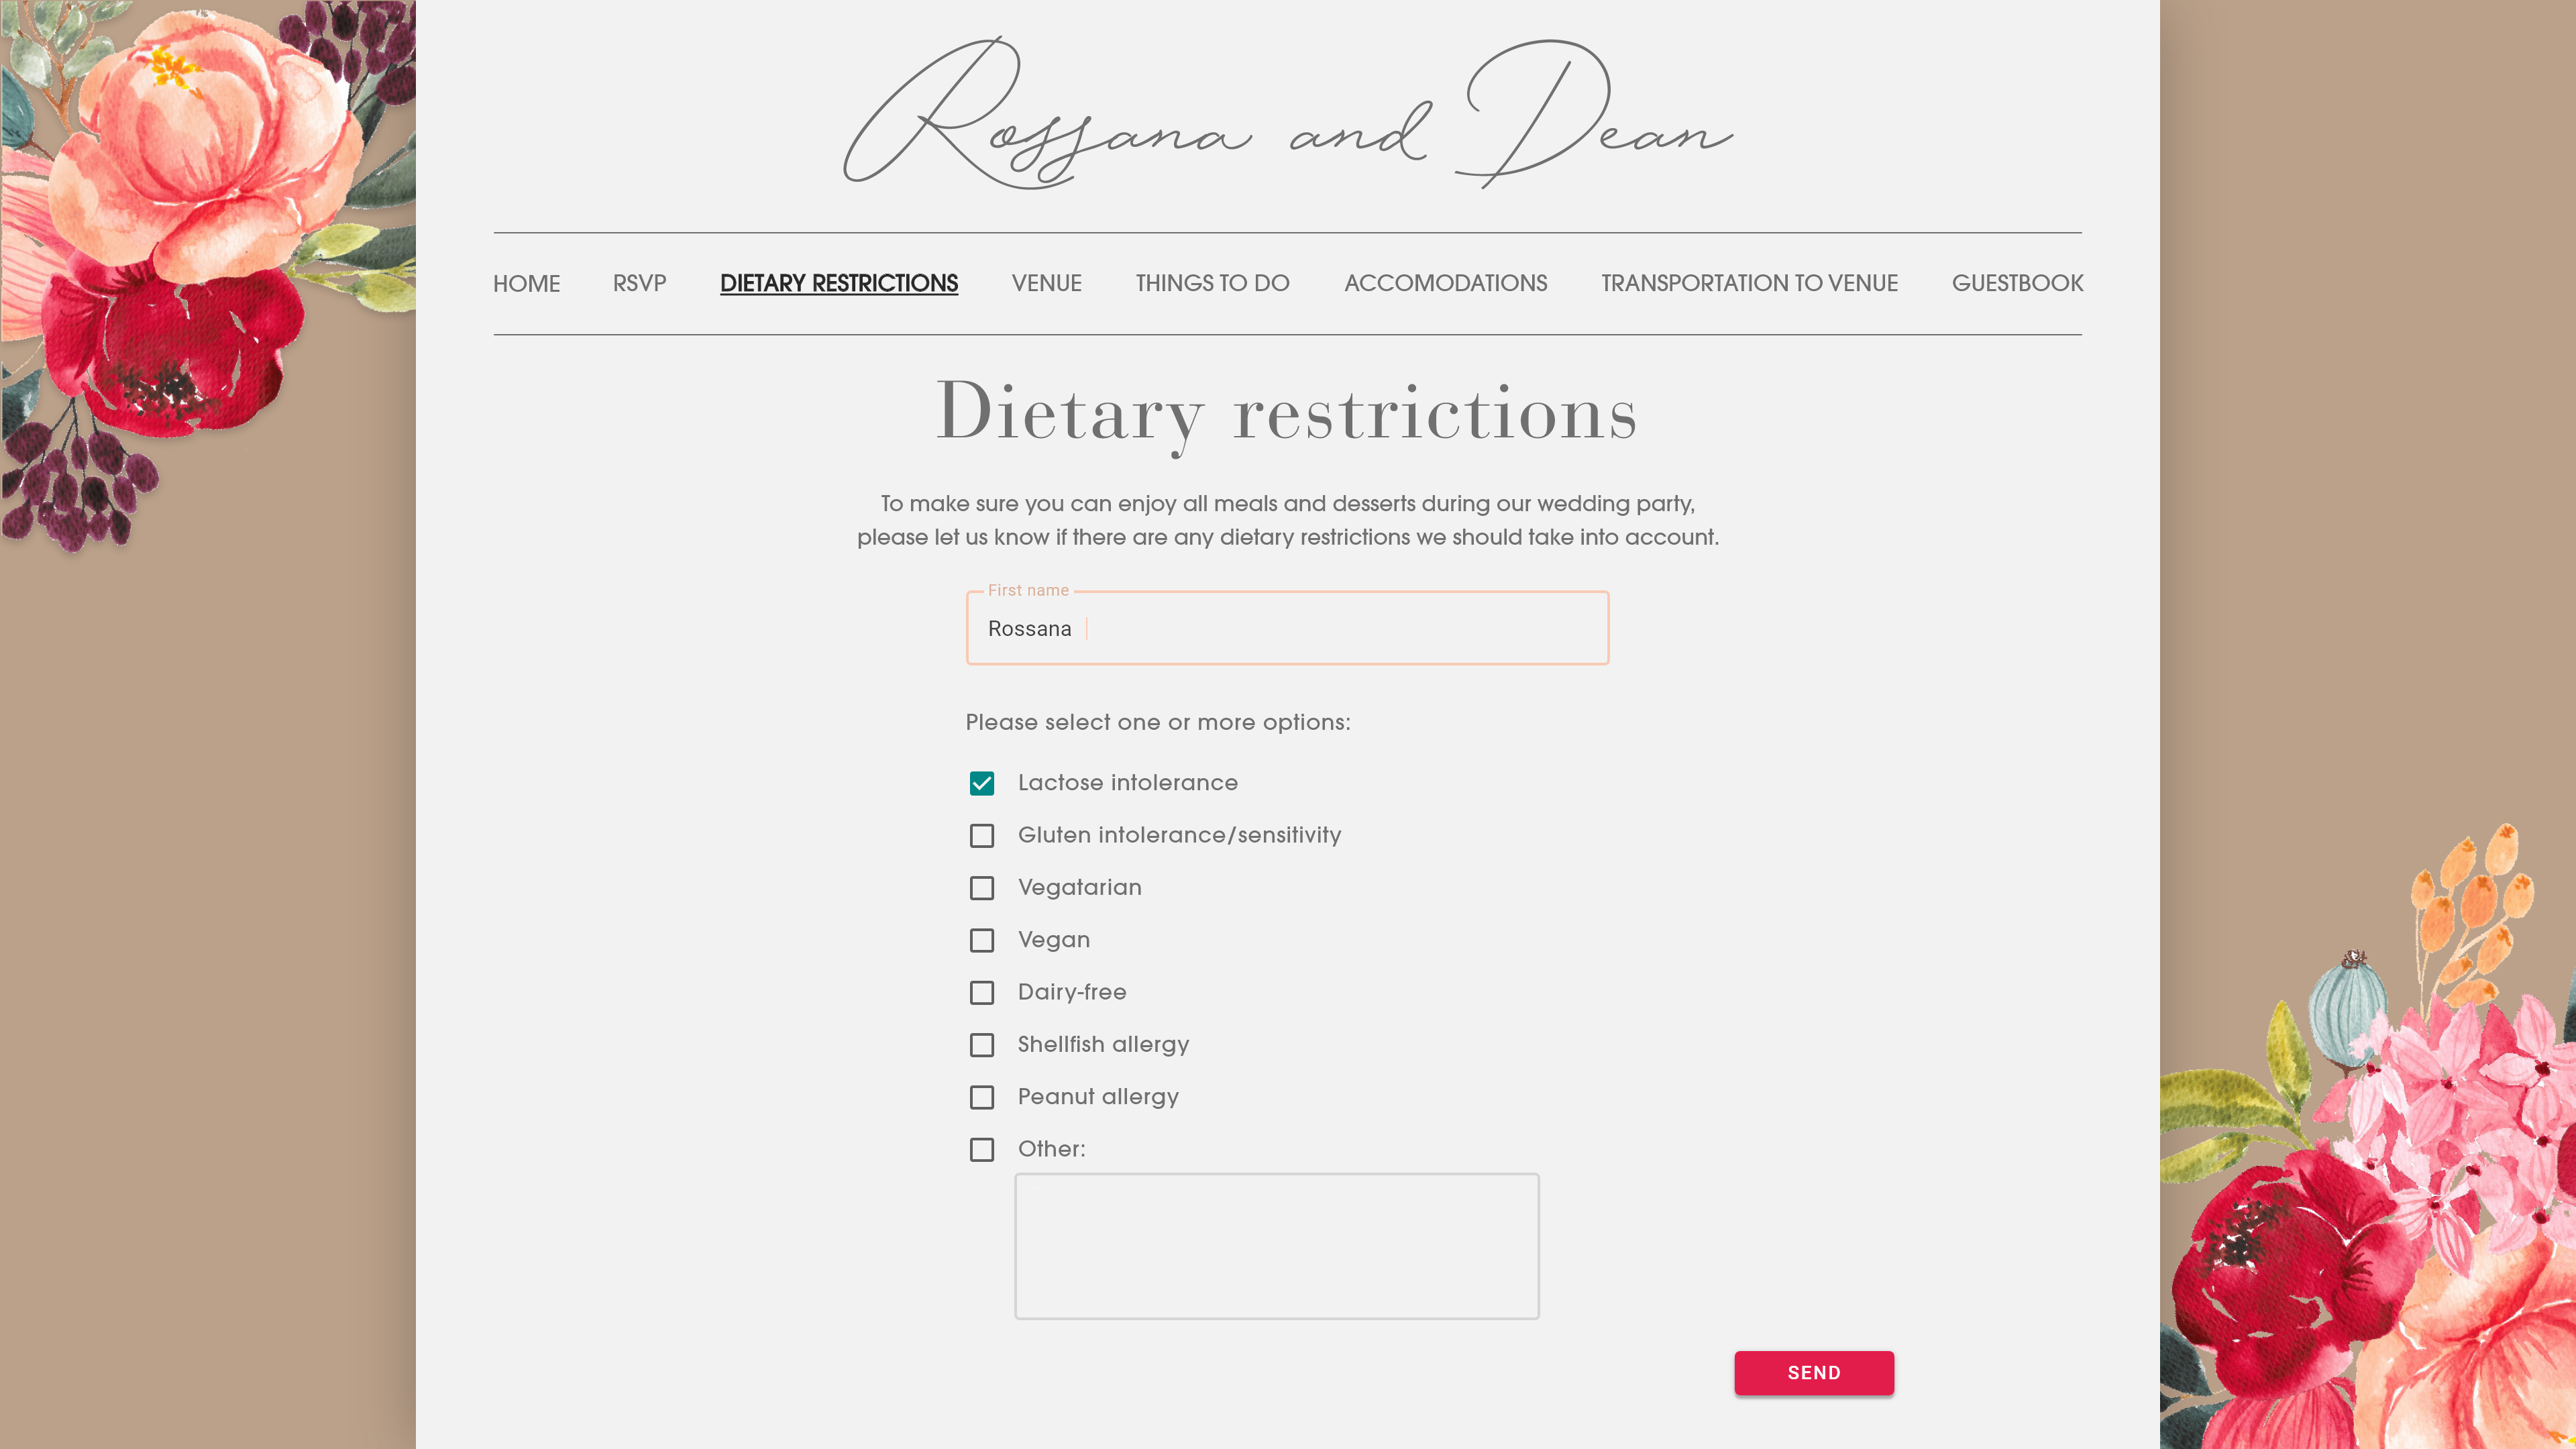 Rossana and Dean
HOME RSVP DIETARY RESTRICTIONS VENUE THINGS TO DO ACCOMODATIONS TRANSPORTATION TO VENUE GUESTBOOK
Dietary restrictions
To make sure you can enjoy all meals and desserts during our wedding party,
please let us know if there are any dietary restrictions we should take into account.
First name
Rossana
Please select one or more options:
Lactose intolerance
Gluten intolerance/sensitivity
Vegatarian
Vegan
Dairy-free
Shellfish allergy
Peanut allergy
Other:
SEND